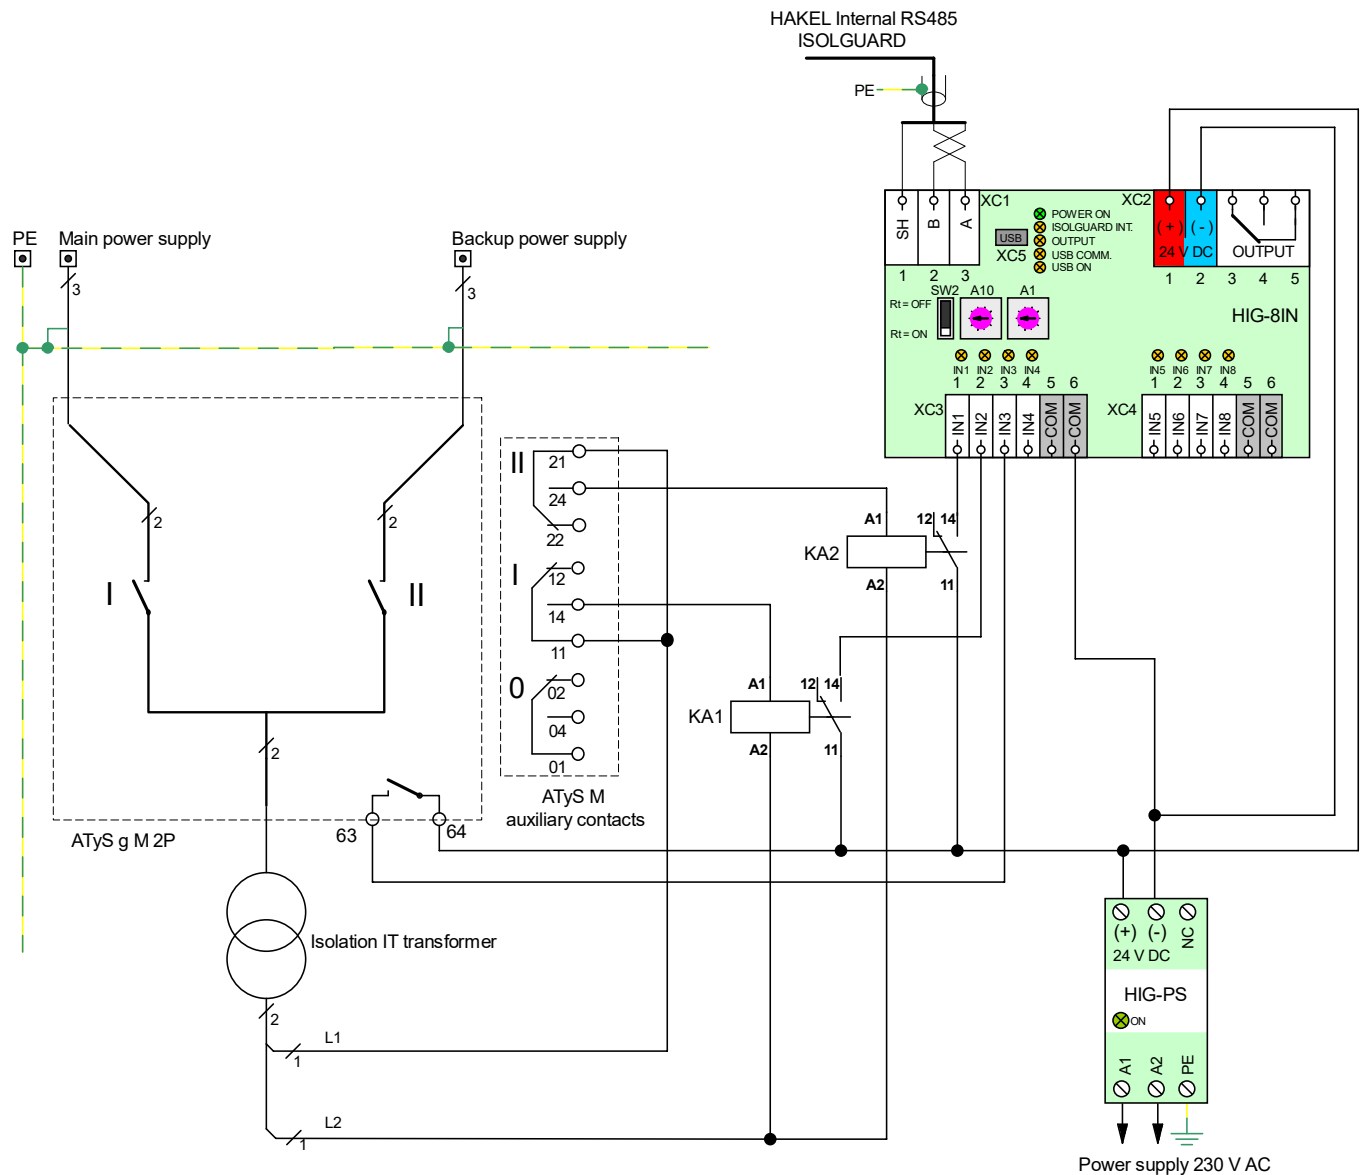 HAKEL Internal RS485
ISOLGUARD
PE
XC1
SH
B
A
1 2 3
USB
XC5
POWER ON
ISOLGUARD INT.
OUTPUT
USB COMM.
USB ON
XC2
(+) (-)
24 V DC
OUTPUT
1 2 3 4 5
SW2 A10 A1
Rt = OFF
Rt = ON
HIG-8IN
IN1 IN2 IN3 IN4
1 2 3 4 5 6
XC3
IN1 IN2 IN3 IN4 COM COM
IN5 IN6 IN7 IN8
1 2 3 4 5 6
XC4
IN5 IN6 IN7 IN8 COM COM
PE
Main power supply
Backup power supply
3
3
2
2
I
II
2
63
64
ATyS g M 2P
II
21
24
22
I
12
14
11
0
02
04
01
ATyS M
auxiliary contacts
A1
12 14
KA2
A2
11
A1
12 14
KA1
A2
11
Isolation IT transformer
2
L1
1
L2
1
(+) (-) NC
24 V DC
HIG-PS
ON
A1 A2 PE
Power supply 230 V AC